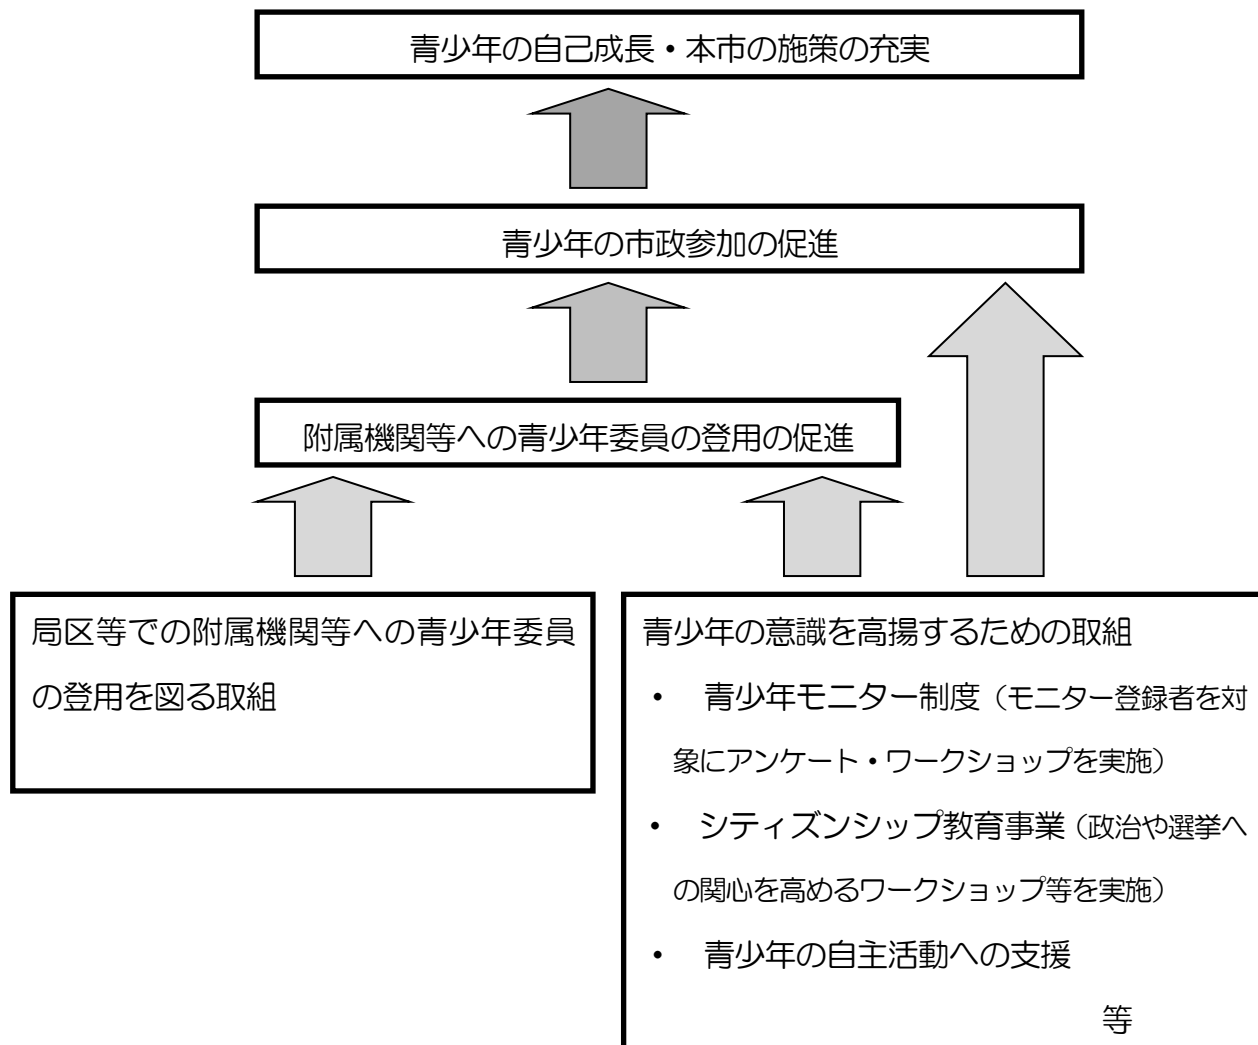 青少年の自己成長・本市の施策の充実
青少年の市政参加の促進
附属機関等への青少年委員の登用の促進
局区等での附属機関等への青少年委員
の登用を図る取組
青少年の意識を高揚するための取組
・ 青少年モニター制度（モニター登録者を対
象にアンケート・ワークショップを実施）
・ シティズンシップ教育事業（政治や選挙へ
の関心を高めるワークショップ等を実施）
・ 青少年の自主活動への支援
等